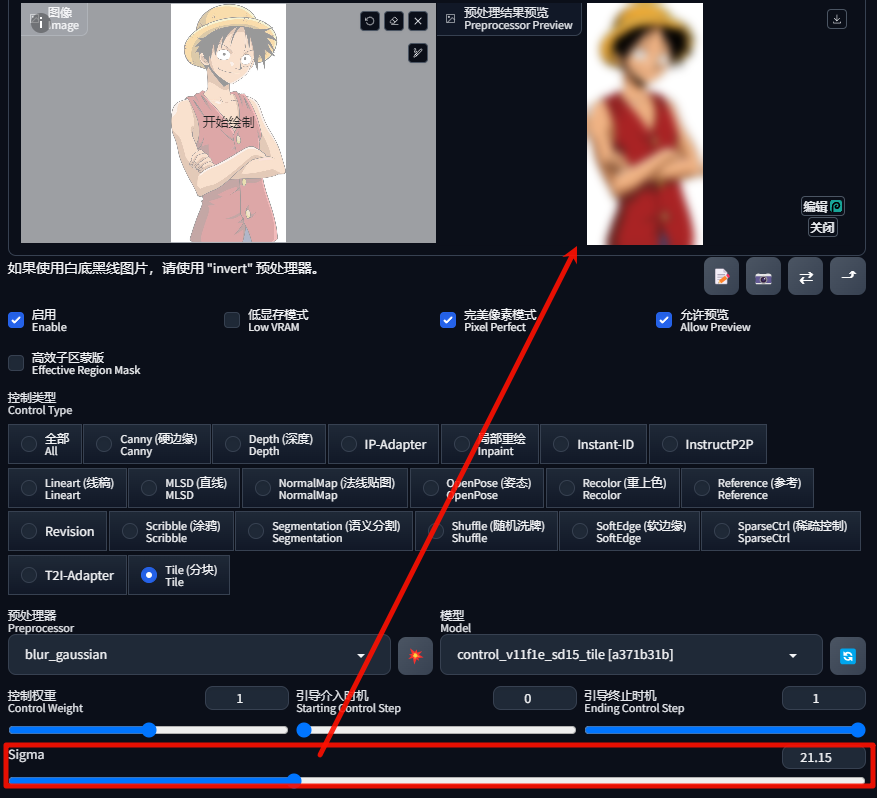 图像
Image
预处理结果预览
Preprocessor Preview
开始绘制
编辑
关闭
如果使用白底黑线图片，请使用 "invert" 预处理器。
启用
Enable
低显存模式
Low VRAM
完美像素模式
Pixel Perfect
允许预览
Allow Preview
高效子区蒙版
Effective Region Mask
控制类型
Control Type
全部
All
Canny (硬边缘)
Canny
Depth (深度)
Depth
IP-Adapter
局部重绘
Inpaint
Instant-ID
InstructP2P
Lineart (线稿)
Lineart
MLSD (直线)
MLSD
NormalMap (法线贴图)
NormalMap
OpenPose (姿态)
OpenPose
Recolor (重上色)
Recolor
Reference (参考)
Reference
Revision
Scribble (涂鸦)
Scribble
Segmentation (语义分割)
Segmentation
Shuffle (随机洗牌)
Shuffle
SoftEdge (软边缘)
SoftEdge
SparseCtrl (稀疏控制)
SparseCtrl
T2I-Adapter
Tile (分块)
Tile
预处理器
Preprocessor
模型
Model
blur_gaussian
control_v11f1e_sd15_tile [a371b31b]
控制权重
Control Weight
1
引导介入时机
Starting Control Step
0
引导终止时机
Ending Control Step
1
Sigma
21.15